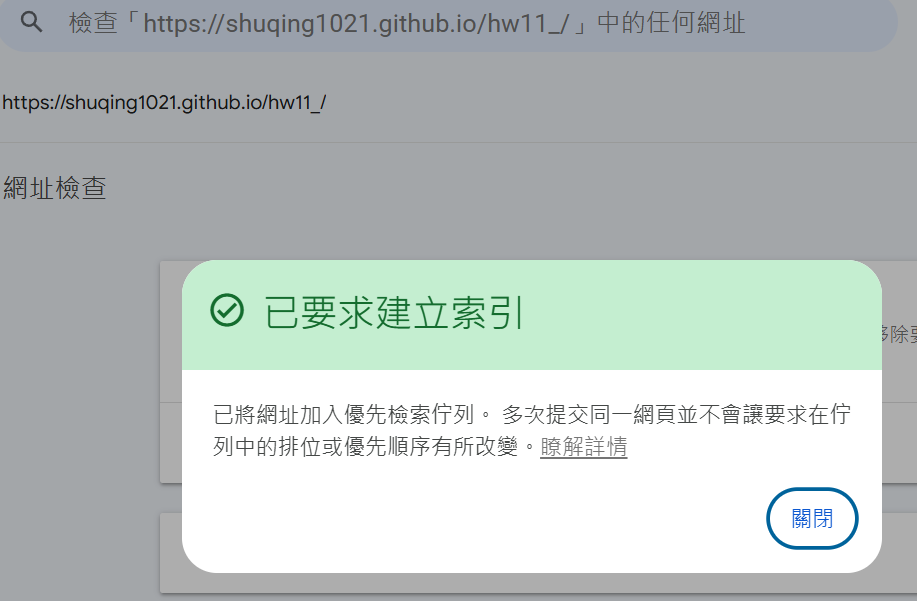 檢查「https://shuqing1021.github.io/hw11_/」中的任何網址
https://shuqing1021.github.io/hw11_/
網址檢查
已要求建立索引
移除要
已將網址加入優先檢索佇列。 多次提交同一網頁並不會讓要求在佇
列中的排位或優先順序有所改變。瞭解詳情
關閉